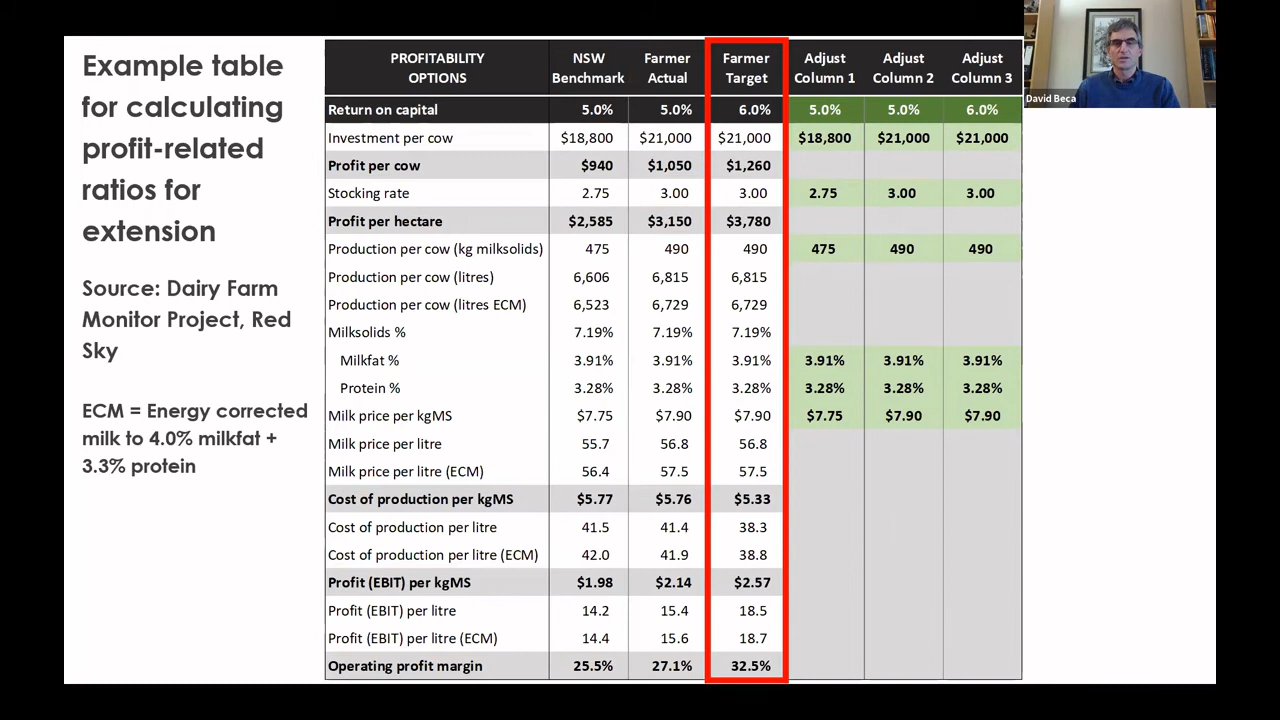 Example table
for calculating
profit-related
ratios for
extension
Source: Dairy Farm
Monitor Project, Red
Sky
ECM = Energy corrected
milk to 4.0% milkfat +
3.3% protein
PROFITABILITY OPTIONS NSW Benchmark Farmer Actual Farmer Target Adjust Column 1 Adjust Column 2 Adjust Column 3
Return on capital 5.0% 5.0% 6.0% 5.0% 5.0% 6.0%
Investment per cow $18,800 $21,000 $21,000 $18,800 $21,000 $21,000
Profit per cow $940 $1,050 $1,260
Stocking rate 2.75 3.00 3.00 2.75 3.00 3.00
Profit per hectare $2,585 $3,150 $3,780
Production per cow (kg milksolids) 475 490 490 475 490 490
Production per cow (litres) 6,606 6,815 6,815
Production per cow (litres ECM) 6,523 6,729 6,729
Milksolids % 7.19% 7.19% 7.19%
Milkfat % 3.91% 3.91% 3.91% 3.91% 3.91% 3.91%
Protein % 3.28% 3.28% 3.28% 3.28% 3.28% 3.28%
Milk price per kgMS $7.75 $7.90 $7.90 $7.75 $7.90 $7.90
Milk price per litre 55.7 56.8 56.8
Milk price per litre (ECM) 56.4 57.5 57.5
Cost of production per kgMS $5.77 $5.76 $5.33
Cost of production per litre 41.5 41.4 38.3
Cost of production per litre (ECM) 42.0 41.9 38.8
Profit (EBIT) per kgMS $1.98 $2.14 $2.57
Profit (EBIT) per litre 14.2 15.4 18.5
Profit (EBIT) per litre (ECM) 14.4 15.6 18.7
Operating profit margin 25.5% 27.1% 32.5%
David Beca